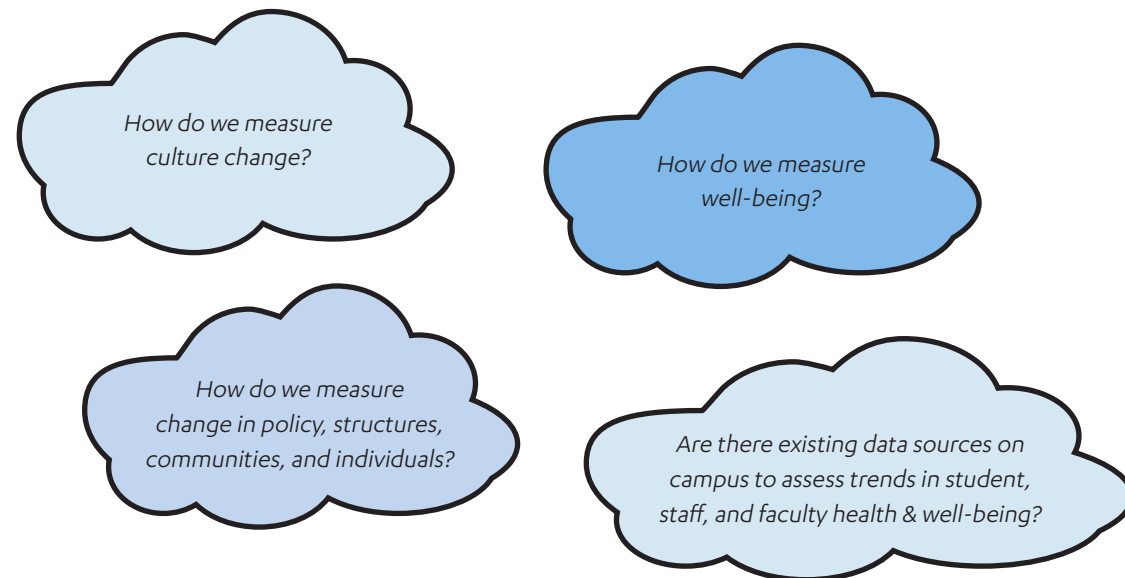 How do we measure
culture change?
How do we measure
well-being?
How do we measure
change in policy, structures,
communities, and individuals?
Are there existing data sources on
campus to assess trends in student,
staff, and faculty health & well-being?